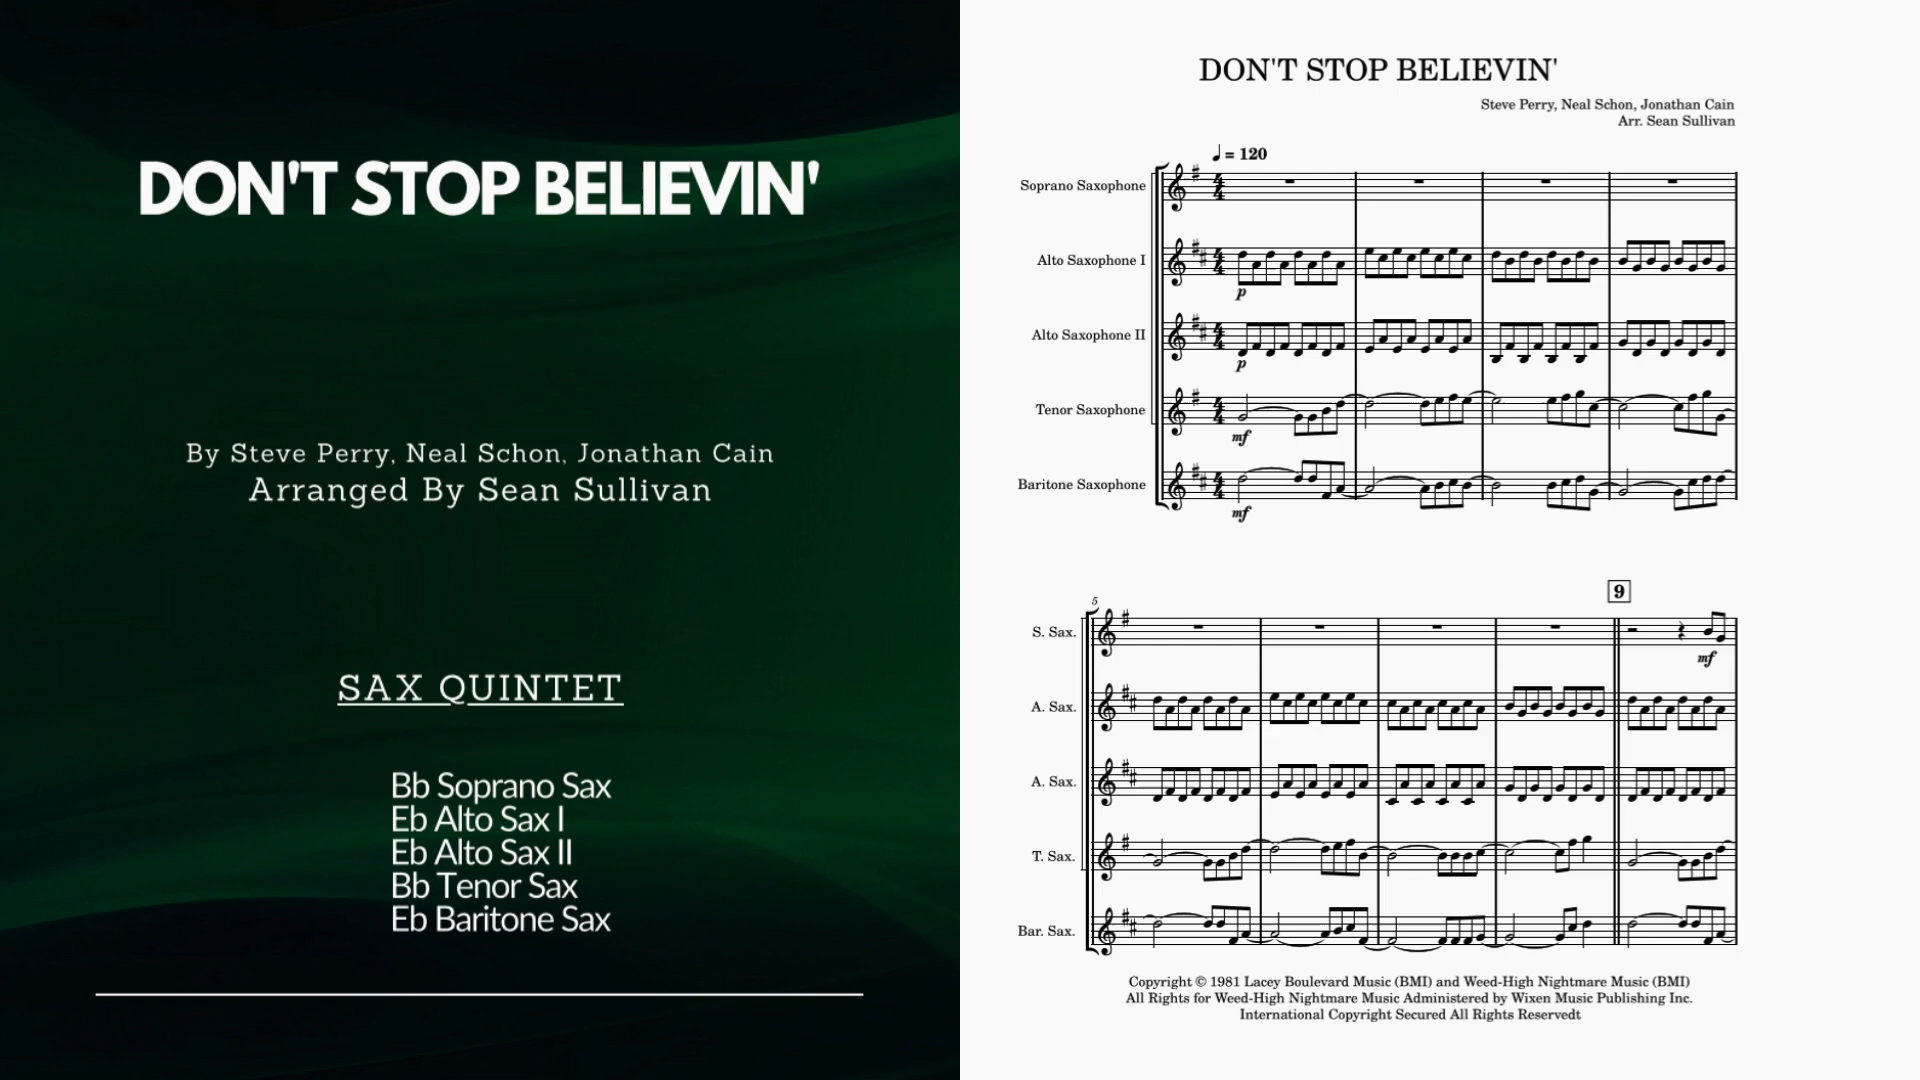 DON'T STOP BELIEVIN'
By Steve Perry, Neal Schon, Jonathan Cain
Arranged By Sean Sullivan
SAX QUINTET
Bb Soprano Sax
Eb Alto Sax I
Eb Alto Sax II
Bb Tenor Sax
Eb Baritone Sax
DON'T STOP BELIEVIN'
Steve Perry, Neal Schon, Jonathan Cain
Arr. Sean Sullivan
♩ = 120
Soprano Saxophone
Alto Saxophone I
p
Alto Saxophone II
p
Tenor Saxophone
mf
Baritone Saxophone
mf
5
9
S. Sax.
mf
A. Sax.
A. Sax.
T. Sax.
Bar. Sax.
Copyright © 1981 Lacey Boulevard Music (BMI) and Weed-High Nightmare Music (BMI)
All Rights for Weed-High Nightmare Music Administered by Wixen Music Publishing Inc.
International Copyright Secured All Rights Reservedt